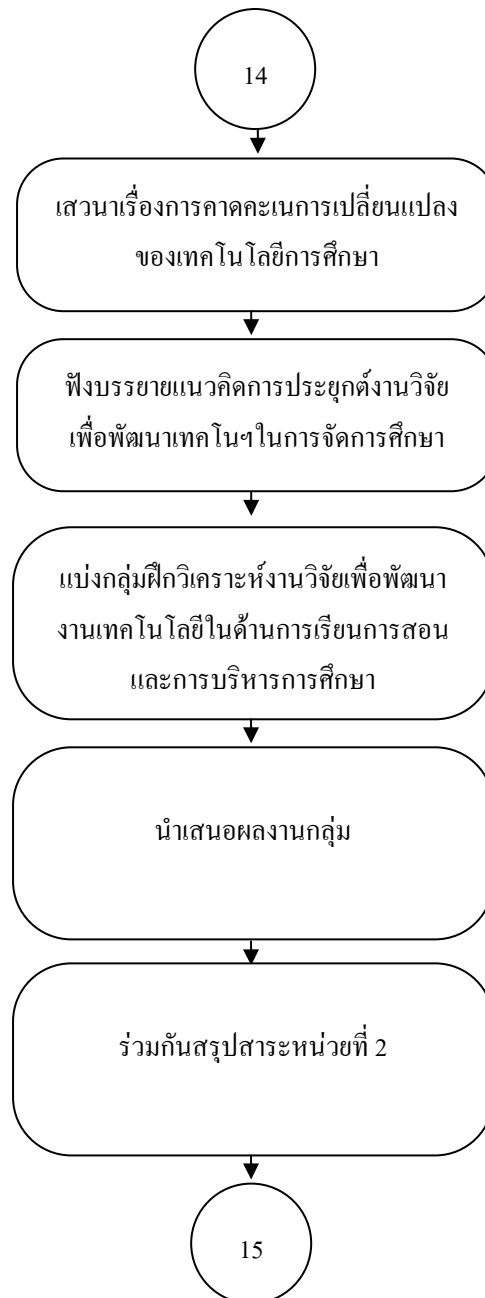 14
เสวนาเรื่องการคาดคะเนการเปลี่ยนแปลง
ของเทคโนโลยีการศึกษา
ฟังบรรยายแนวคิดการประยุกต์งานวิจัย
เพื่อพัฒนาเทคโนฯในการจัดการศึกษา
แบ่งกลุ่มฝึกวิเคราะห์งานวิจัยเพื่อพัฒนา
งานเทคโนโลยีในด้านการเรียนการสอน
และการบริหารการศึกษา
นำเสนอผลงานกลุ่ม
ร่วมกันสรุปสาระหน่วยที่ 2
15